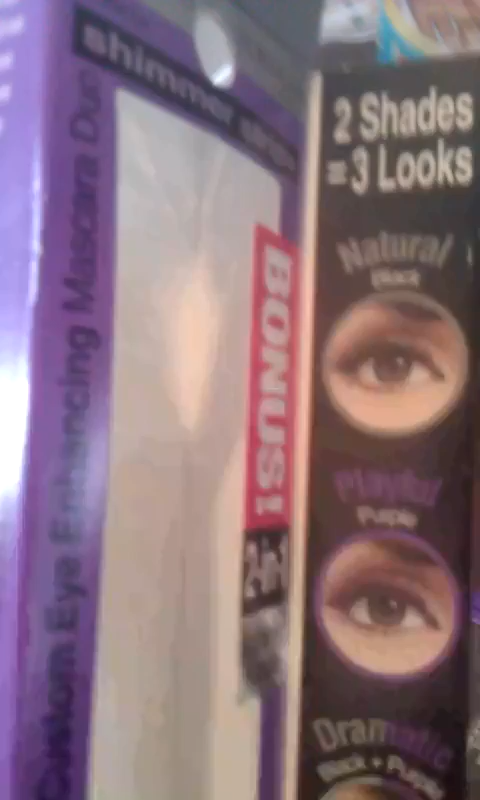 shimmer strips
Custom Eye Enhancing Mascara Duo
BONUS!
2-in-1
2 Shades
= 3 Looks
Natural
Black
Playful
Purple
Dramatic
Black + Purple